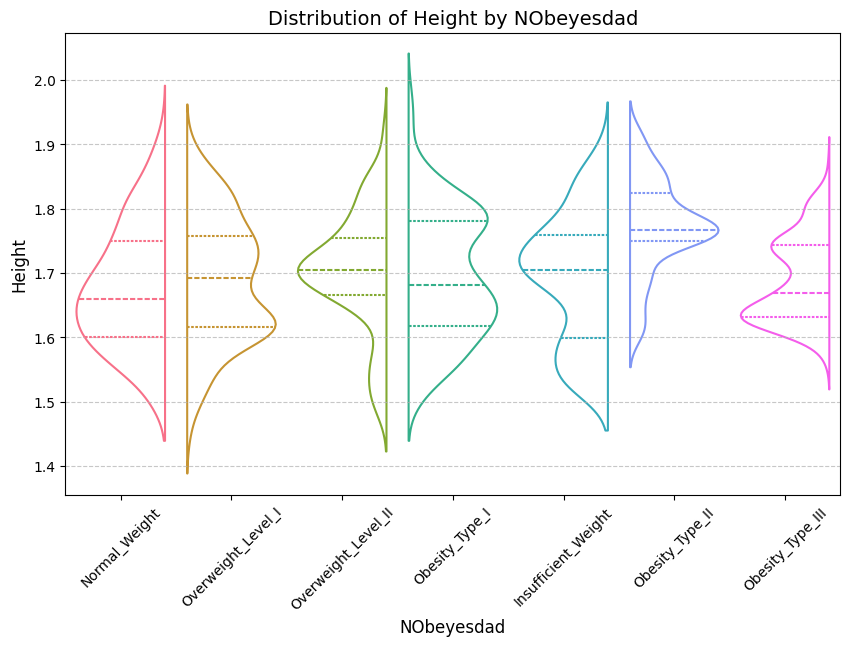 Distribution of Height by NObeyesdad
2.0
1.9
1.8
1.7
1.6
1.5
1.4
Height
Normal_Weight
Overweight_Level_I
Overweight_Level_II
Obesity_Type_I
Insufficient_Weight
Obesity_Type_II
Obesity_Type_III
NObeyesdad